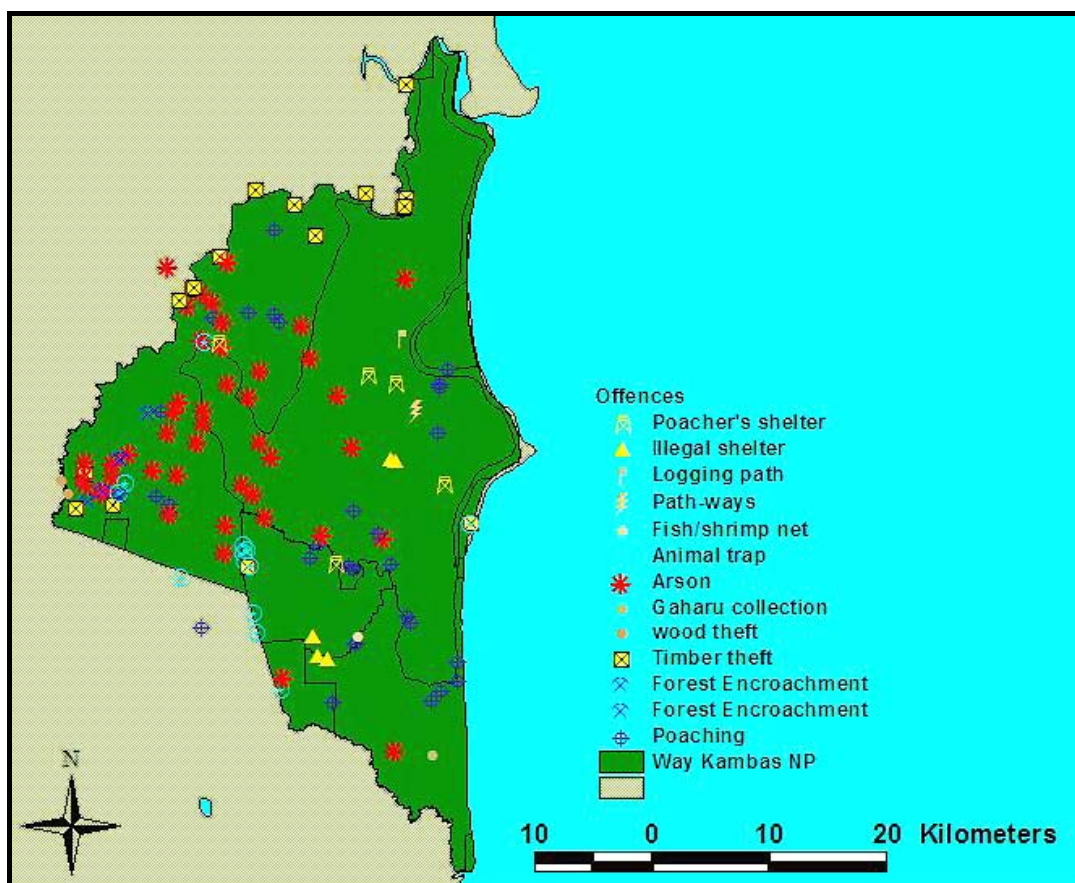 Offences
Poacher's shelter
Illegal shelter
Logging path
Path-ways
Fish/shrimp net
Animal trap
Arson
Gaharu collection
wood theft
Timber theft
Forest Encroachment
Forest Encroachment
Poaching
Way Kambas NP
N
10 0 10 20 Kilometers